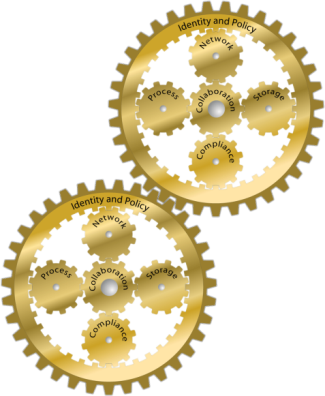 Identity and Policy
Network
Process
Collaboration
Storage
Compliance
Identity and Policy
Network
Process
Collaboration
Storage
Compliance